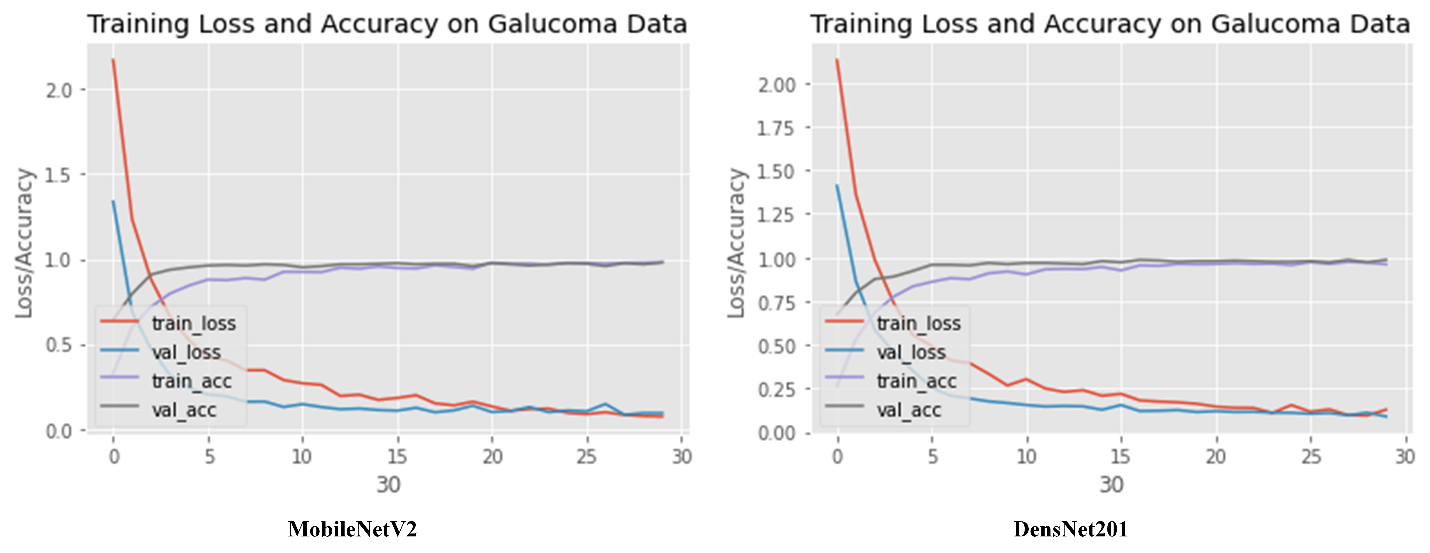 Training Loss and Accuracy on Galucoma Data
2.0
1.5
1.0
0.5
0.0
Loss/Accuracy
train_loss
val_loss
train_acc
val_acc
0 5 10 15 20 25 30
30
MobileNetV2
Training Loss and Accuracy on Galucoma Data
2.00
1.75
1.50
1.25
1.00
0.75
0.50
0.25
0.00
Loss/Accuracy
train_loss
val_loss
train_acc
val_acc
0 5 10 15 20 25 30
30
DensNet201